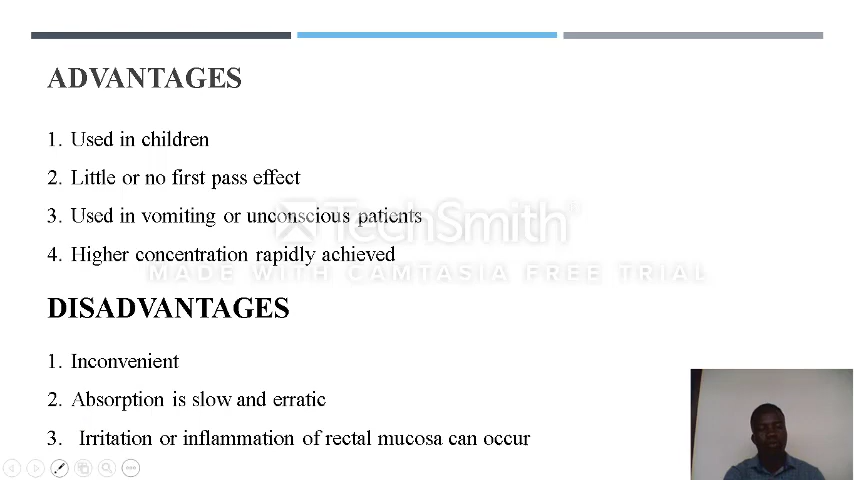 ADVANTAGES
1. Used in children
2. Little or no first pass effect
3. Used in vomiting or unconscious patients
TechSmith
4. Higher concentration rapidly achieved
MADE WITH CAMTASIA FREE TRIAL
DISADVANTAGES
1. Inconvenient
2. Absorption is slow and erratic
3. Irritation or inflammation of rectal mucosa can occur